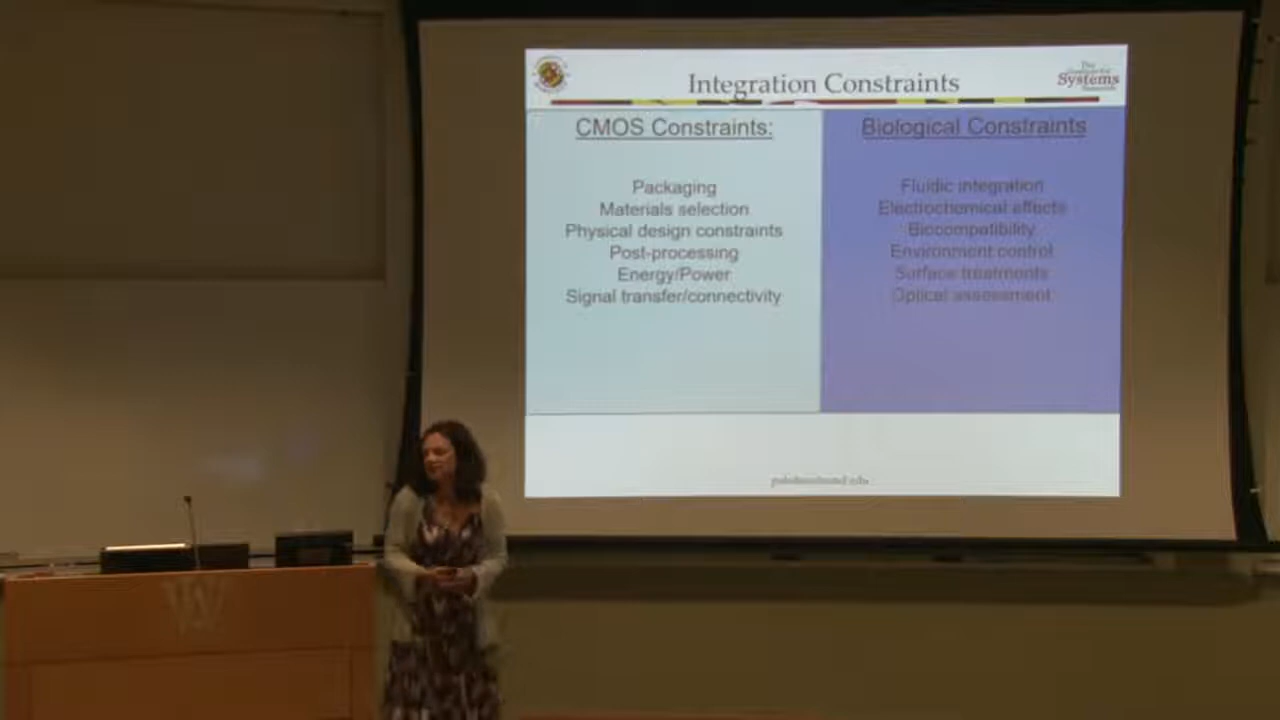 Integration Constraints
The
Systems
CMOS Constraints:
Packaging
Materials selection
Physical design constraints
Post-processing
Energy/Power
Signal transfer/connectivity
Biological Constraints
Fluidic integration
Electrochemical effects
Biocompatibility
Environment control
Surface treatments
Optical assessment
W